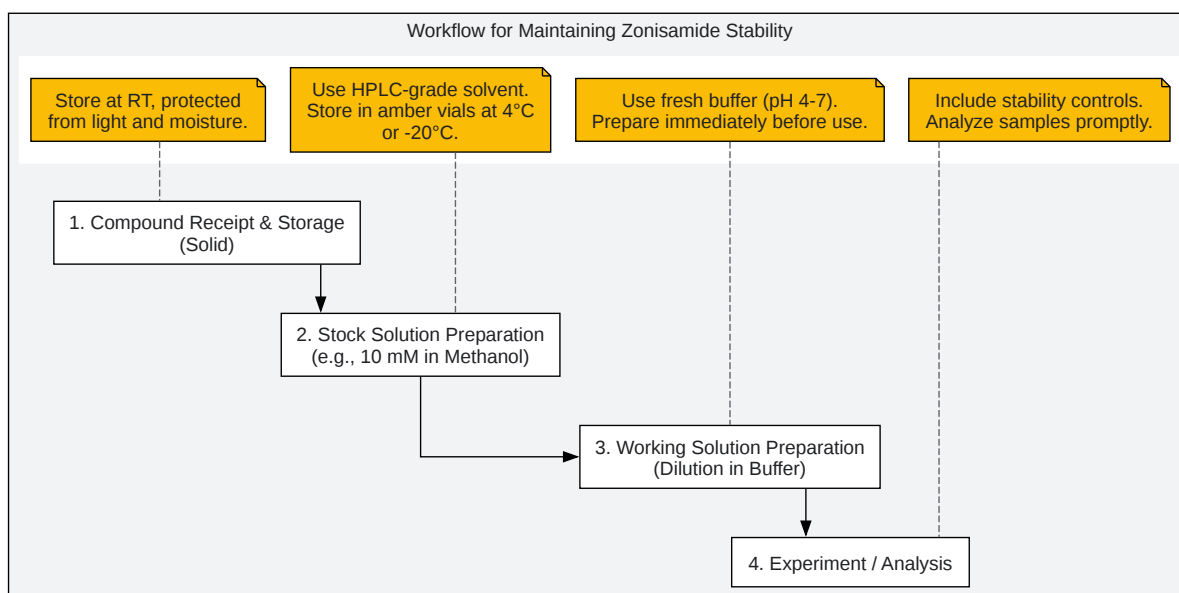 Workflow for Maintaining Zonisamide Stability
Store at RT, protected
from light and moisture.
Use HPLC-grade solvent.
Store in amber vials at 4°C
or -20°C.
Use fresh buffer (pH 4-7).
Prepare immediately before use.
Include stability controls.
Analyze samples promptly.
1. Compound Receipt & Storage
(Solid)
2. Stock Solution Preparation
(e.g., 10 mM in Methanol)
3. Working Solution Preparation
(Dilution in Buffer)
4. Experiment / Analysis